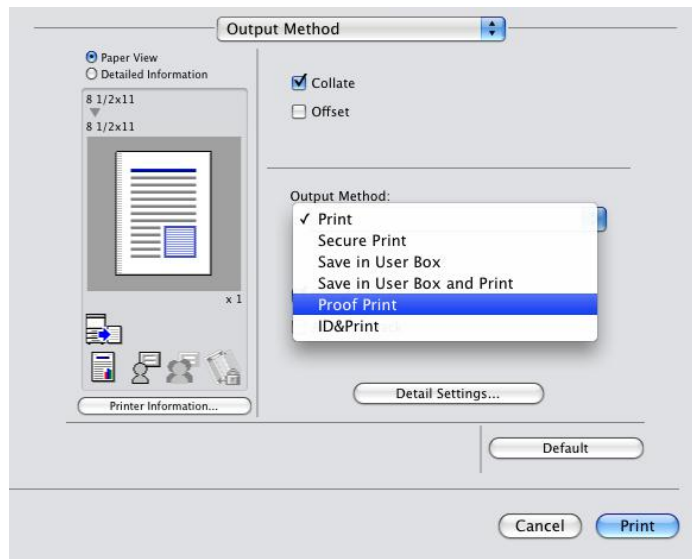 Output Method
Paper View
Detailed Information
8 1/2x11
8 1/2x11
x 1
Printer Information...
Collate
Offset
Output Method:
✓ Print
Secure Print
Save in User Box
Save in User Box and Print
Proof Print
ID&Print
Detail Settings...
Default
Cancel
Print